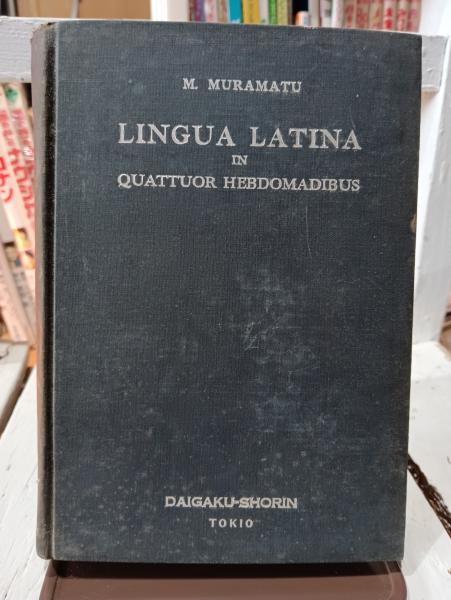 M. MURAMATU
LINGUA LATINA
IN
QUATTUOR HEBDOMADIBUS
DAIGAKU-SHORIN
TOKIO